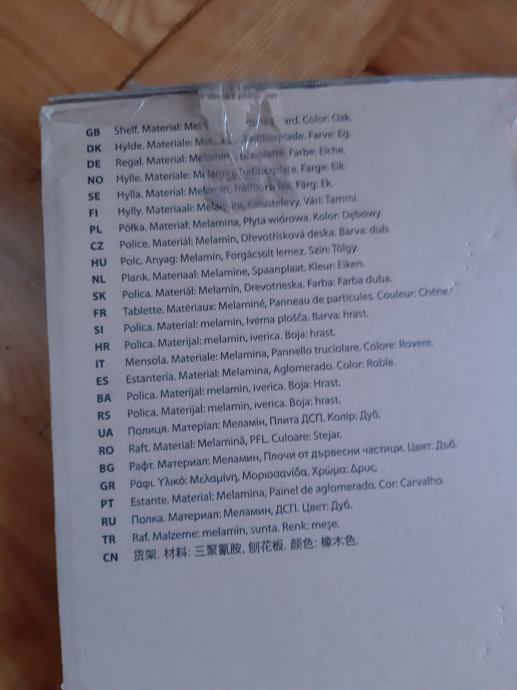 GB Shelf. Material: Mel ard. Color: Oak.
DK Hylde. Materiale: Farve: Eg.
DE Regal. Material: Melamin, Farbe: Eiche.
NO Hylle. Materiale: Melamin, Trefiberplate. Farge: Eik.
SE Hylla. Material: Melamin, Färg: Ek.
FI Hylly. Materiaali: Melamiini, Kalustelevy. Väri: Tammi.
PL Półka. Materiał: Melamina, Płyta wiórowa. Kolor: Dębowy.
CZ Police. Materiál: Melamin, Dřevotřísková deska. Barva: dub.
HU Polc. Anyag: Melamin, Forgácsolt lemez. Szín: Tölgy.
NL Plank. Materiaal: Melamine, Spaanplaat. Kleur: Eiken.
SK Polica. Materiál: Melamín, Drevotrieska. Farba: Farba duba.
FR Tablette. Matériaux: Melaminé, Panneau de particules. Couleur: Chêne/
SI Polica. Material: melamin, Iverna plošča. Barva: hrast.
HR Polica. Materijal: melamin, iverica. Boja: hrast.
IT Mensola. Materiale: Melamina, Pannello truciolare. Colore: Rovere.
ES Estantería. Material: Melamina, Aglomerado. Color: Roble.
BA Polica. Materijal: melamin, iverica. Boja: Hrast.
RS Polica. Materijal: melamin, iverica. Boja: hrast.
UA Полиця. Матеріал: Меламін, Плита ДСП. Колір: Дуб.
RO Raft. Material: Melamină, PFL. Culoare: Stejar.
BG Рафт. Материал: Меламин, Плочи от дървесни частици. Цвят: Дъб.
GR Ράφι. Υλικό: Μελαμίνη, Μοριοσανίδα. Χρώμα: Δρυς.
PT Estante. Material: Melamina, Painel de aglomerado. Cor: Carvalho.
RU Полка. Материал: Меламин, ДСП. Цвет: Дуб.
TR Raf. Malzeme: melamin, sunta. Renk: meşe.
CN 货架. 材料: 三聚氰胺, 刨花板. 颜色: 橡木色.